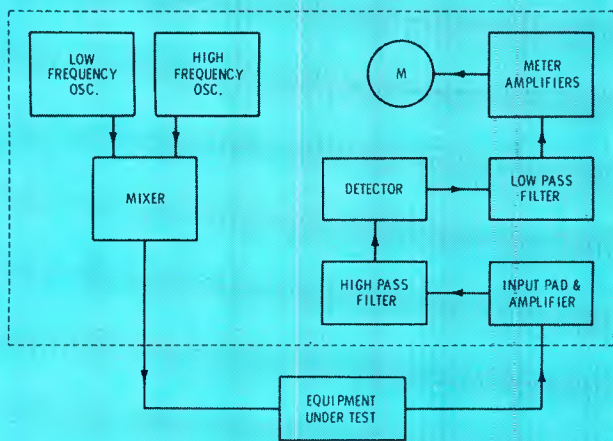 LOW
FREQUENCY
OSC.
HIGH
FREQUENCY
OSC.
MIXER
M
METER
AMPLIFIERS
DETECTOR
LOW PASS
FILTER
HIGH PASS
FILTER
INPUT PAD &
AMPLIFIER
EQUIPMENT
UNDER TEST